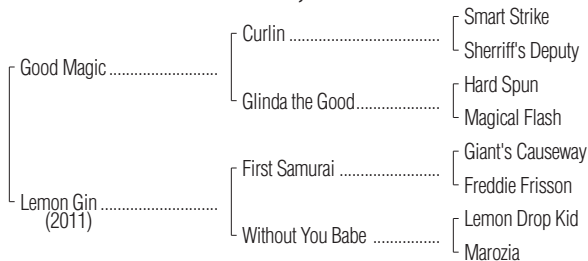 Smart Strike
Curlin
Sherriff's Deputy
Good Magic
Hard Spun
Glinda the Good
Magical Flash
Giant's Causeway
First Samurai
Freddie Frisson
Lemon Gin
(2011)
Lemon Drop Kid
Without You Babe
Marozia